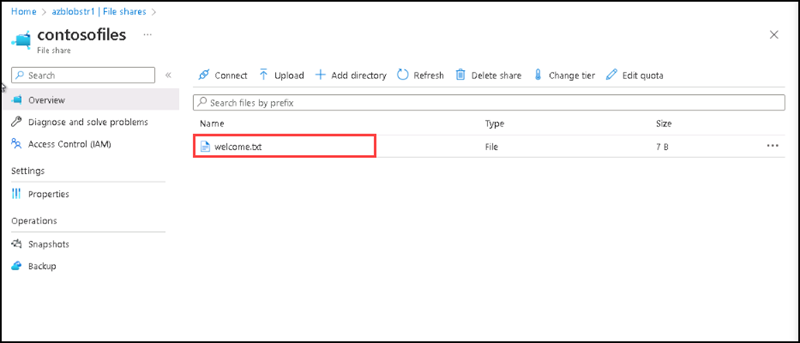 Home > azblobstr1 | File shares >
contosofiles ...
File share
Search
Overview
Diagnose and solve problems
Access Control (IAM)
Settings
Properties
Operations
Snapshots
Backup
Connect Upload Add directory Refresh Delete share Change tier Edit quota
Search files by prefix
Name Type Size
welcome.txt File 7 B ...